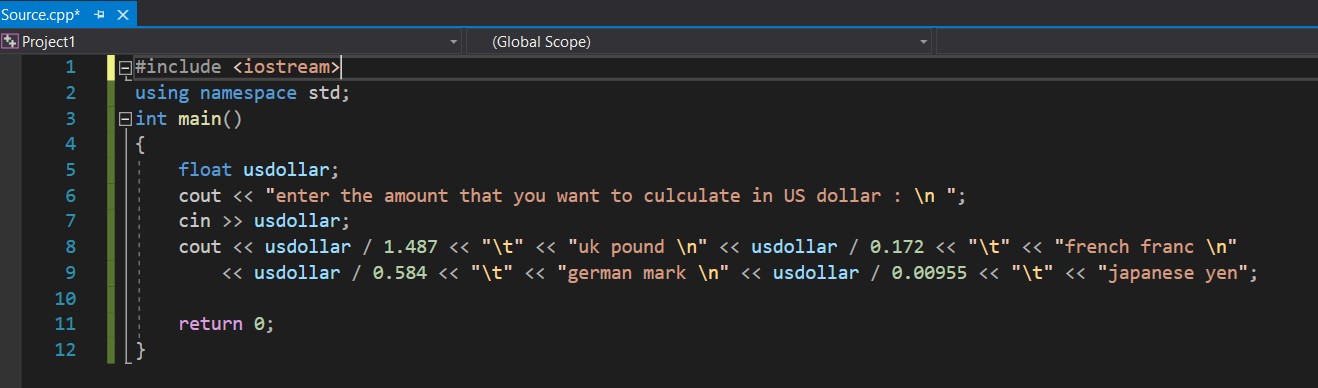 Source.cpp*
Project1 (Global Scope)
1 #include <iostream>
2 using namespace std;
3 int main()
4 {
5 float usdollar;
6 cout << "enter the amount that you want to culculate in US dollar : \n ";
7 cin >> usdollar;
8 cout << usdollar / 1.487 << "\t" << "uk pound \n" << usdollar / 0.172 << "\t" << "french franc \n"
9 << usdollar / 0.584 << "\t" << "german mark \n" << usdollar / 0.00955 << "\t" << "japanese yen";
10
11 return 0;
12 }